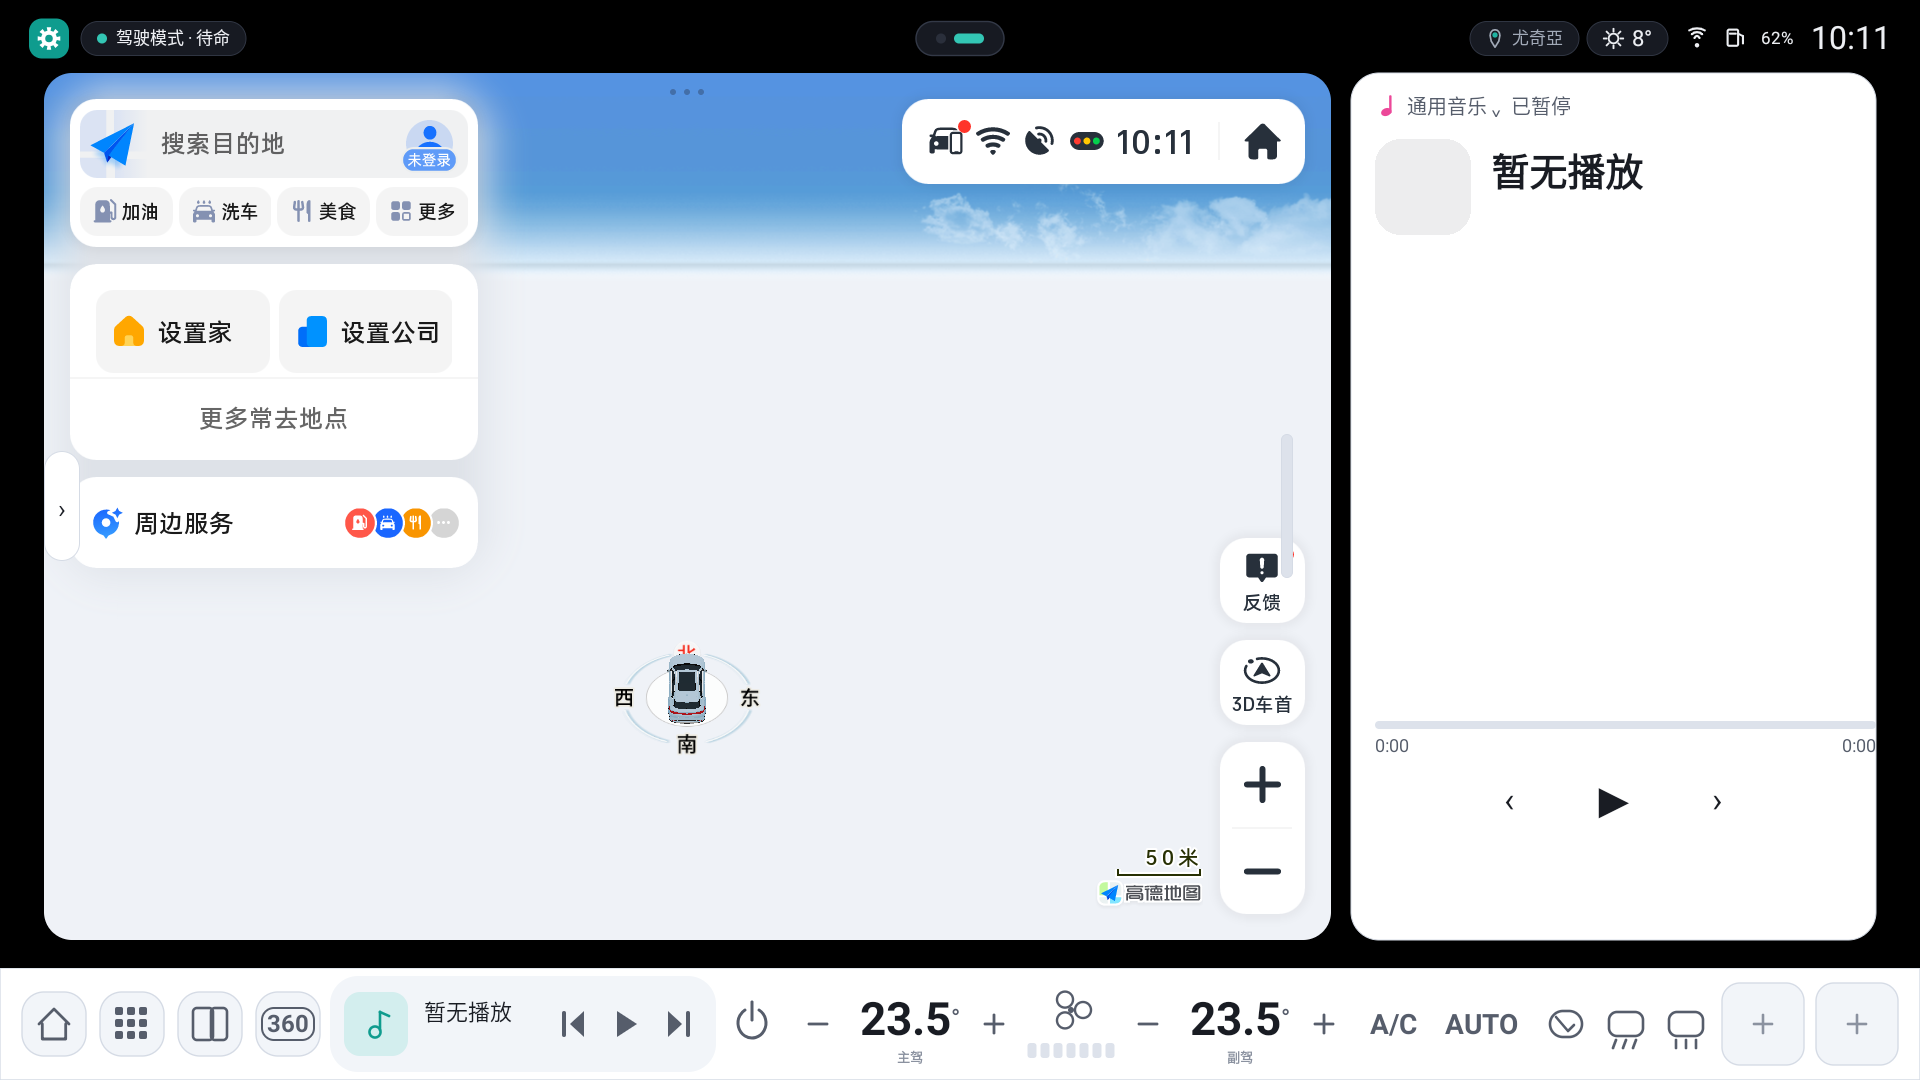 驾驶模式 · 待命
尤奇亞
8°
62%
10:11
搜索目的地
未登录
加油
洗车
美食
更多
10:11
设置家
设置公司
更多常去地点
周边服务
北
西
东
南
反馈
3D车首
50米
高德地图
通用音乐
已暂停
暂无播放
0:00
0:00
360
暂无播放
23.5°
主驾
23.5°
副驾
A/C
AUTO